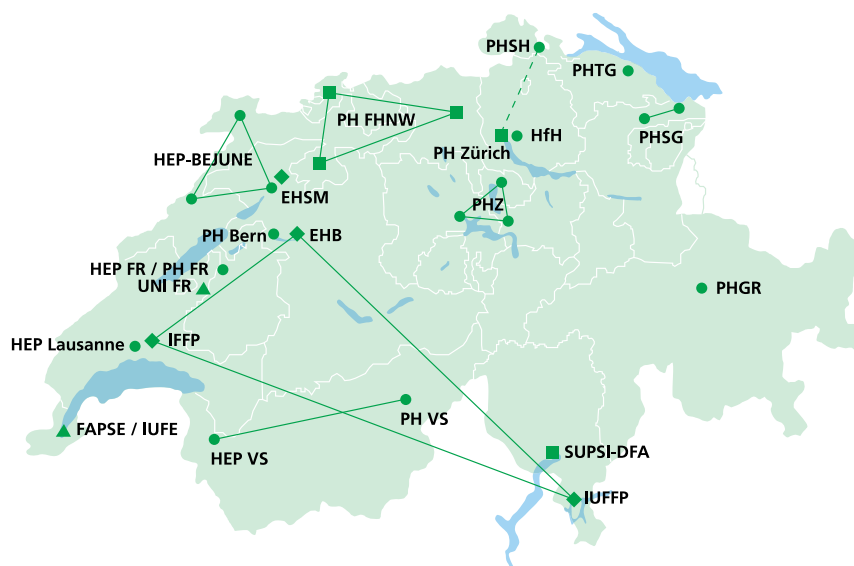 PHSH
PHTG
PH FHNW
HfH
PHSG
PH Zürich
HEP-BEJUNE
EHSM
PHZ
PH Bern
EHB
HEP FR / PH FR
UNI FR
PHGR
IFFP
HEP Lausanne
PH VS
FAPSE / IUFE
HEP VS
SUPSI-DFA
IUFFP